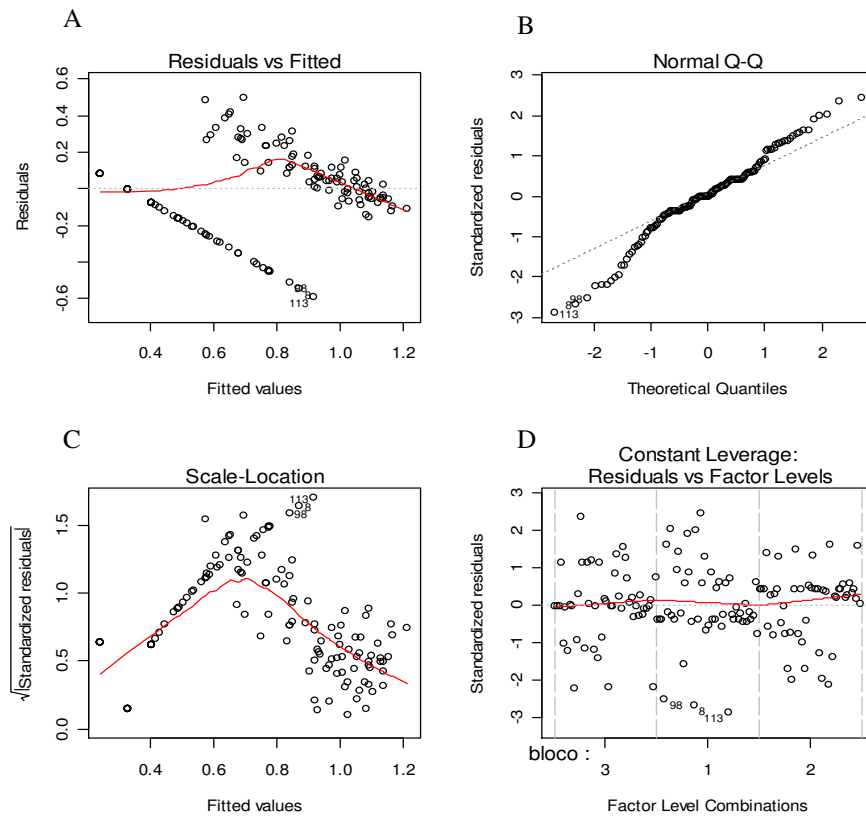 A
Residuals vs Fitted
Residuals
0.6
0.2
-0.2
-0.6
98
8
113
0.4 0.6 0.8 1.0 1.2
Fitted values
B
Normal Q-Q
Standardized residuals
3
2
1
0
-1
-2
-3
98
8
113
-2 -1 0 1 2
Theoretical Quantiles
C
Scale-Location
√|Standardized residuals|
1.5
1.0
0.5
0.0
113
8
98
0.4 0.6 0.8 1.0 1.2
Fitted values
D
Constant Leverage:
Residuals vs Factor Levels
Standardized residuals
3
2
1
0
-1
-2
-3
98
8
113
bloco :
3 1 2
Factor Level Combinations